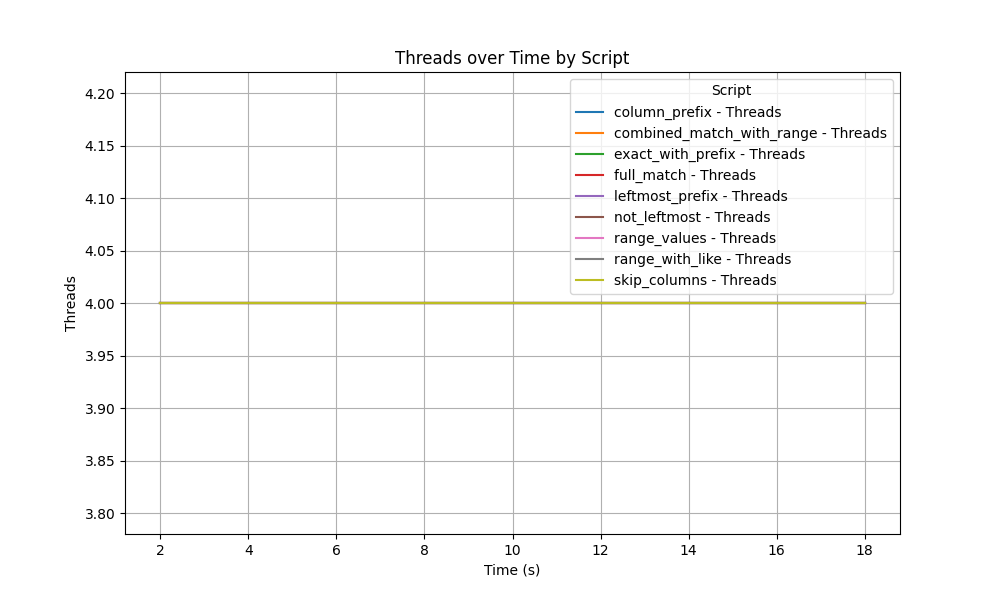 Threads over Time by Script
Threads
4.20
4.15
4.10
4.05
4.00
3.95
3.90
3.85
3.80
Script
column_prefix - Threads
combined_match_with_range - Threads
exact_with_prefix - Threads
full_match - Threads
leftmost_prefix - Threads
not_leftmost - Threads
range_values - Threads
range_with_like - Threads
skip_columns - Threads
2 4 6 8 10 12 14 16 18
Time (s)